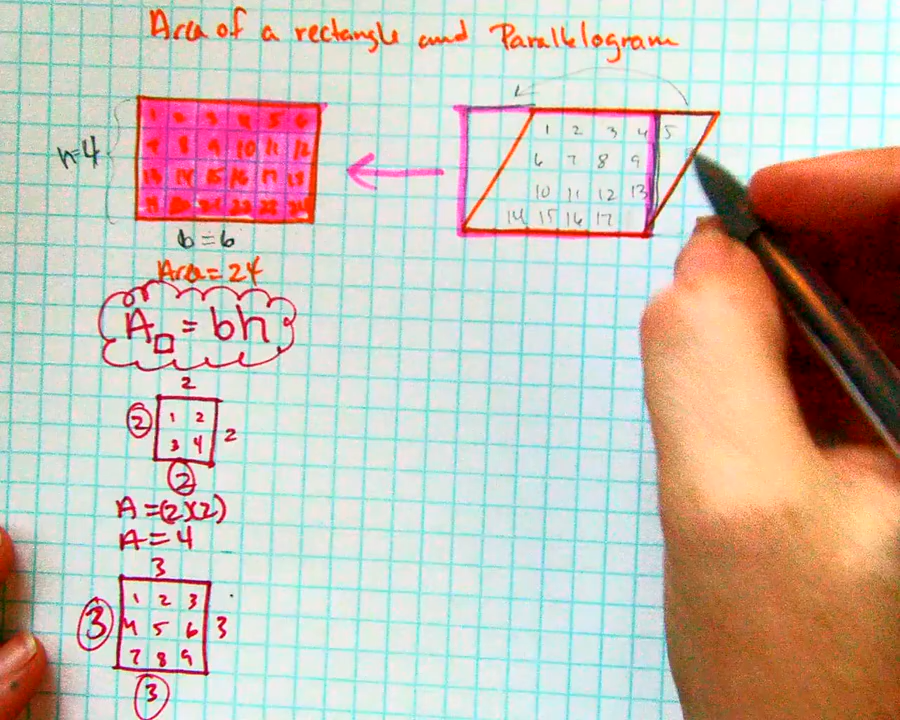 Area of a rectangle and Parallelogram
1 2 3 4 5 6
7 8 9 10 11 12
13 14 15 16 17 18
19 20 21 22 23 24
h=4
b=6
Area=24
A□=bh
2
2
1 2
3 4
2
2
A=(2)(2)
A=4
3
3
1 2 3
4 5 6
7 8 9
3
3
1 2 3 4 5
6 7 8 9
10 11 12 13
14 15 16 17